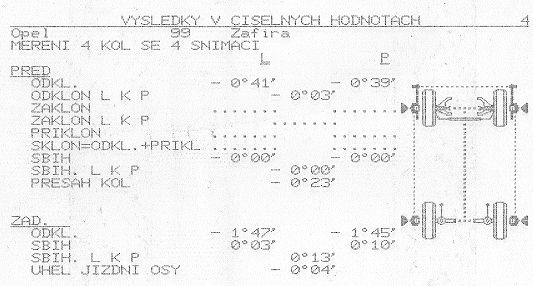 VYSLEDKY V CISELNYCH HODNOTACH 4
Opel 99 Zafira
MERENI 4 KOL SE 4 SNIMACI
L P
PRED
ODKL. - 0°41' - 0°39'
ODKLON L K P - 0°03'
ZAKLON ....... .......
ZAKLON L K P .......
PRIKLON ....... .......
SKLON=ODKL.+PRIKL ....... .......
SBIH - 0°00' - 0°00'
SBIH. L K P - 0°00'
PRESAH KOL - 0°23'
ZAD.
ODKL. - 1°47' - 1°45'
SBIH 0°03' 0°10'
SBIH. L K P 0°13'
UHEL JIZDNI OSY - 0°04'